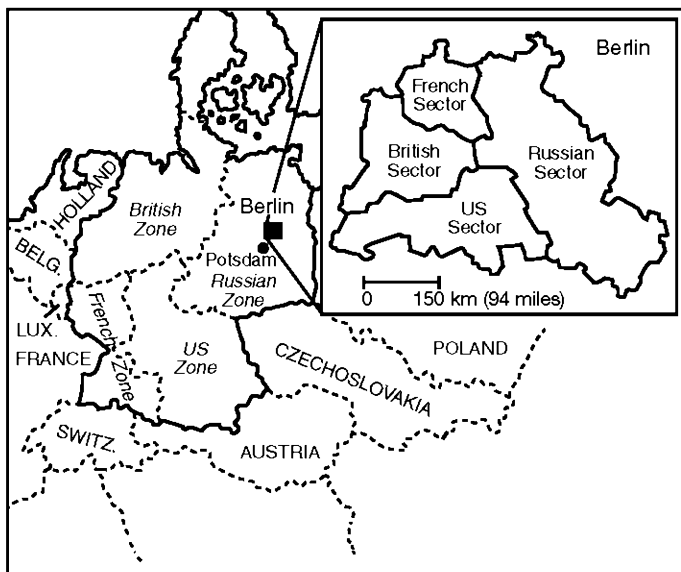 HOLLAND
BELG.
LUX.
FRANCE
SWITZ.
British
Zone
French
Zone
US
Zone
Berlin
Potsdam
Russian
Zone
CZECHOSLOVAKIA
POLAND
AUSTRIA
Berlin
French
Sector
British
Sector
Russian
Sector
US
Sector
0 150 km (94 miles)